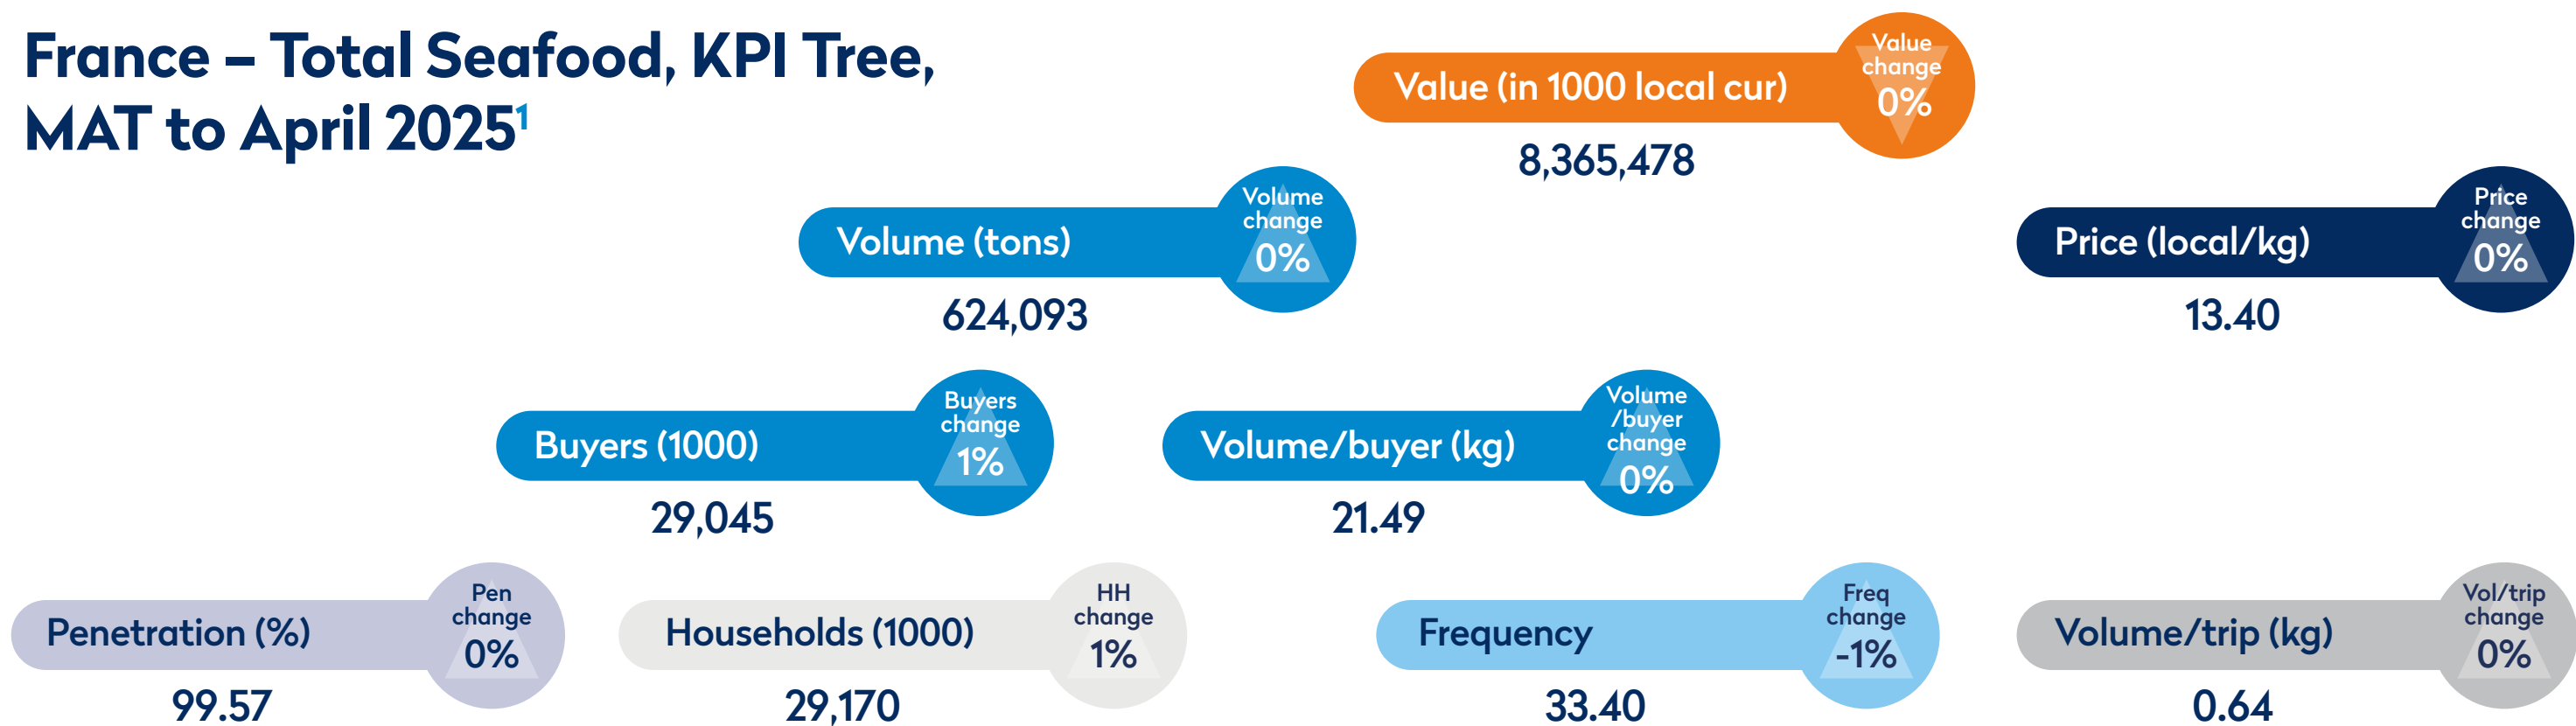 France – Total Seafood, KPI Tree,
MAT to April 2025¹
Value (in 1000 local cur)
Value
change
0%
8,365,478
Volume (tons)
Volume
change
0%
624,093
Price (local/kg)
Price
change
0%
13.40
Buyers (1000)
Buyers
change
1%
29,045
Volume/buyer (kg)
Volume
/buyer
change
0%
21.49
Penetration (%)
Pen
change
0%
99.57
Households (1000)
HH
change
1%
29,170
Frequency
Freq
change
-1%
33.40
Volume/trip (kg)
Vol/trip
change
0%
0.64